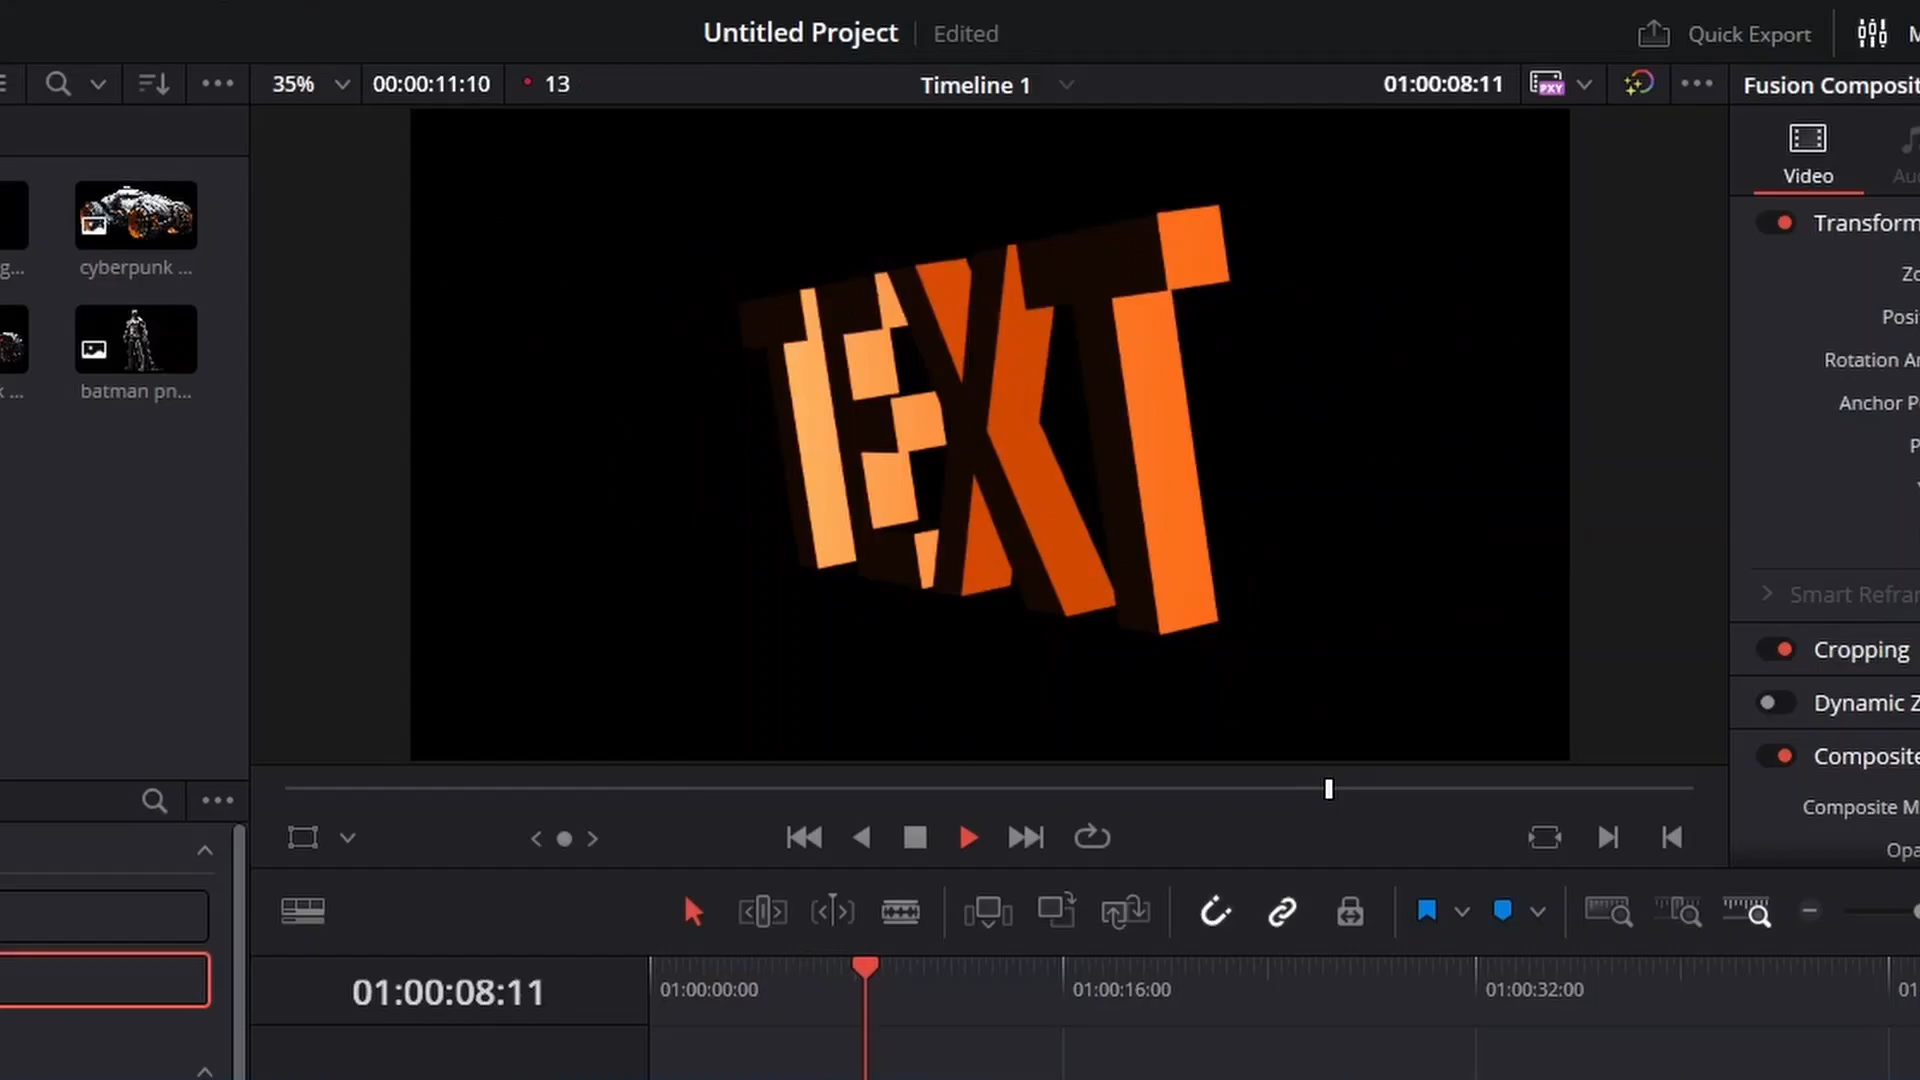 Untitled Project Edited Quick Export M
35% 00:00:11:10 13 Timeline 1 01:00:08:11 PXY Fusion Composit
Video Au
Transform
Zo
Posi
Rotation An
Anchor P
P
g... cyberpunk ...
k ... batman pn...
TEXT
Smart Refra
Cropping
Dynamic Z
Composite
Composite M
Opa
01:00:08:11 01:00:00:00 01:00:16:00 01:00:32:00 01